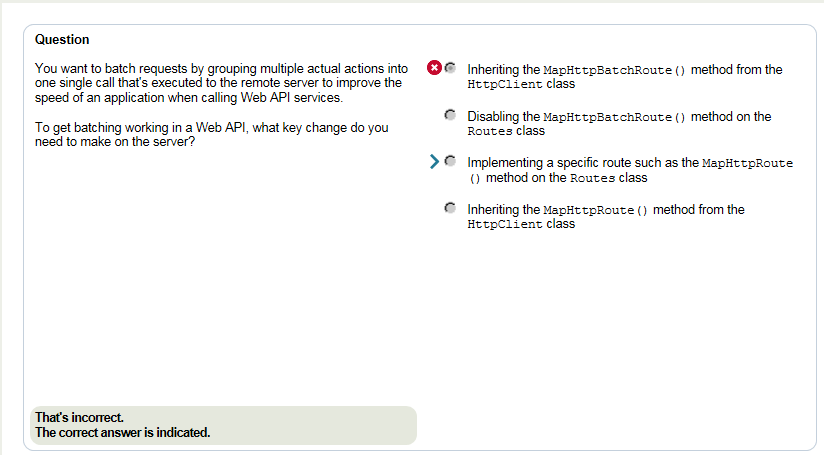 Question
You want to batch requests by grouping multiple actual actions into
one single call that's executed to the remote server to improve the
speed of an application when calling Web API services.
To get batching working in a Web API, what key change do you
need to make on the server?
Inheriting the MapHttpBatchRoute() method from the
HttpClient class
Disabling the MapHttpBatchRoute() method on the
Routes class
Implementing a specific route such as the MapHttpRoute
() method on the Routes class
Inheriting the MapHttpRoute() method from the
HttpClient class
That's incorrect.
The correct answer is indicated.